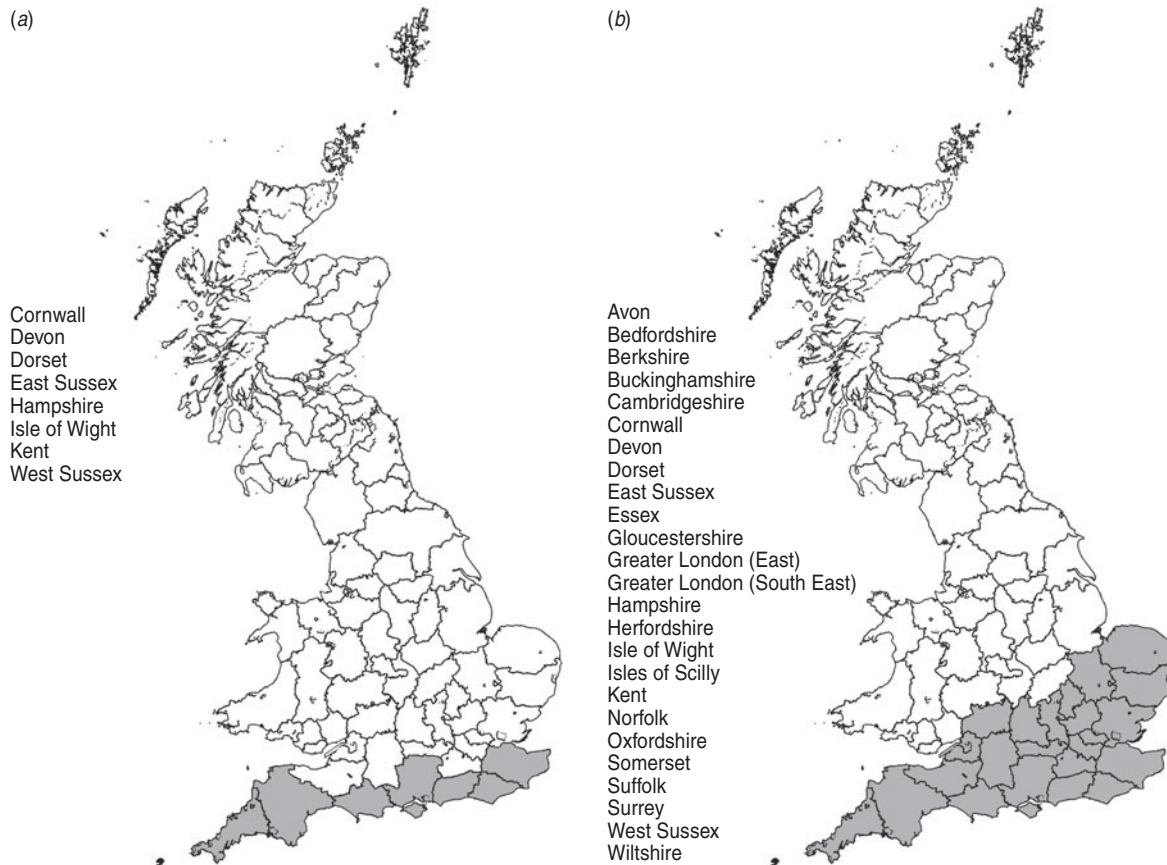 (a)
Cornwall
Devon
Dorset
East Sussex
Hampshire
Isle of Wight
Kent
West Sussex
(b)
Avon
Bedfordshire
Berkshire
Buckinghamshire
Cambridgeshire
Cornwall
Devon
Dorset
East Sussex
Essex
Gloucestershire
Greater London (East)
Greater London (South East)
Hampshire
Herfordshire
Isle of Wight
Isles of Scilly
Kent
Norfolk
Oxfordshire
Somerset
Suffolk
Surrey
West Sussex
Wiltshire